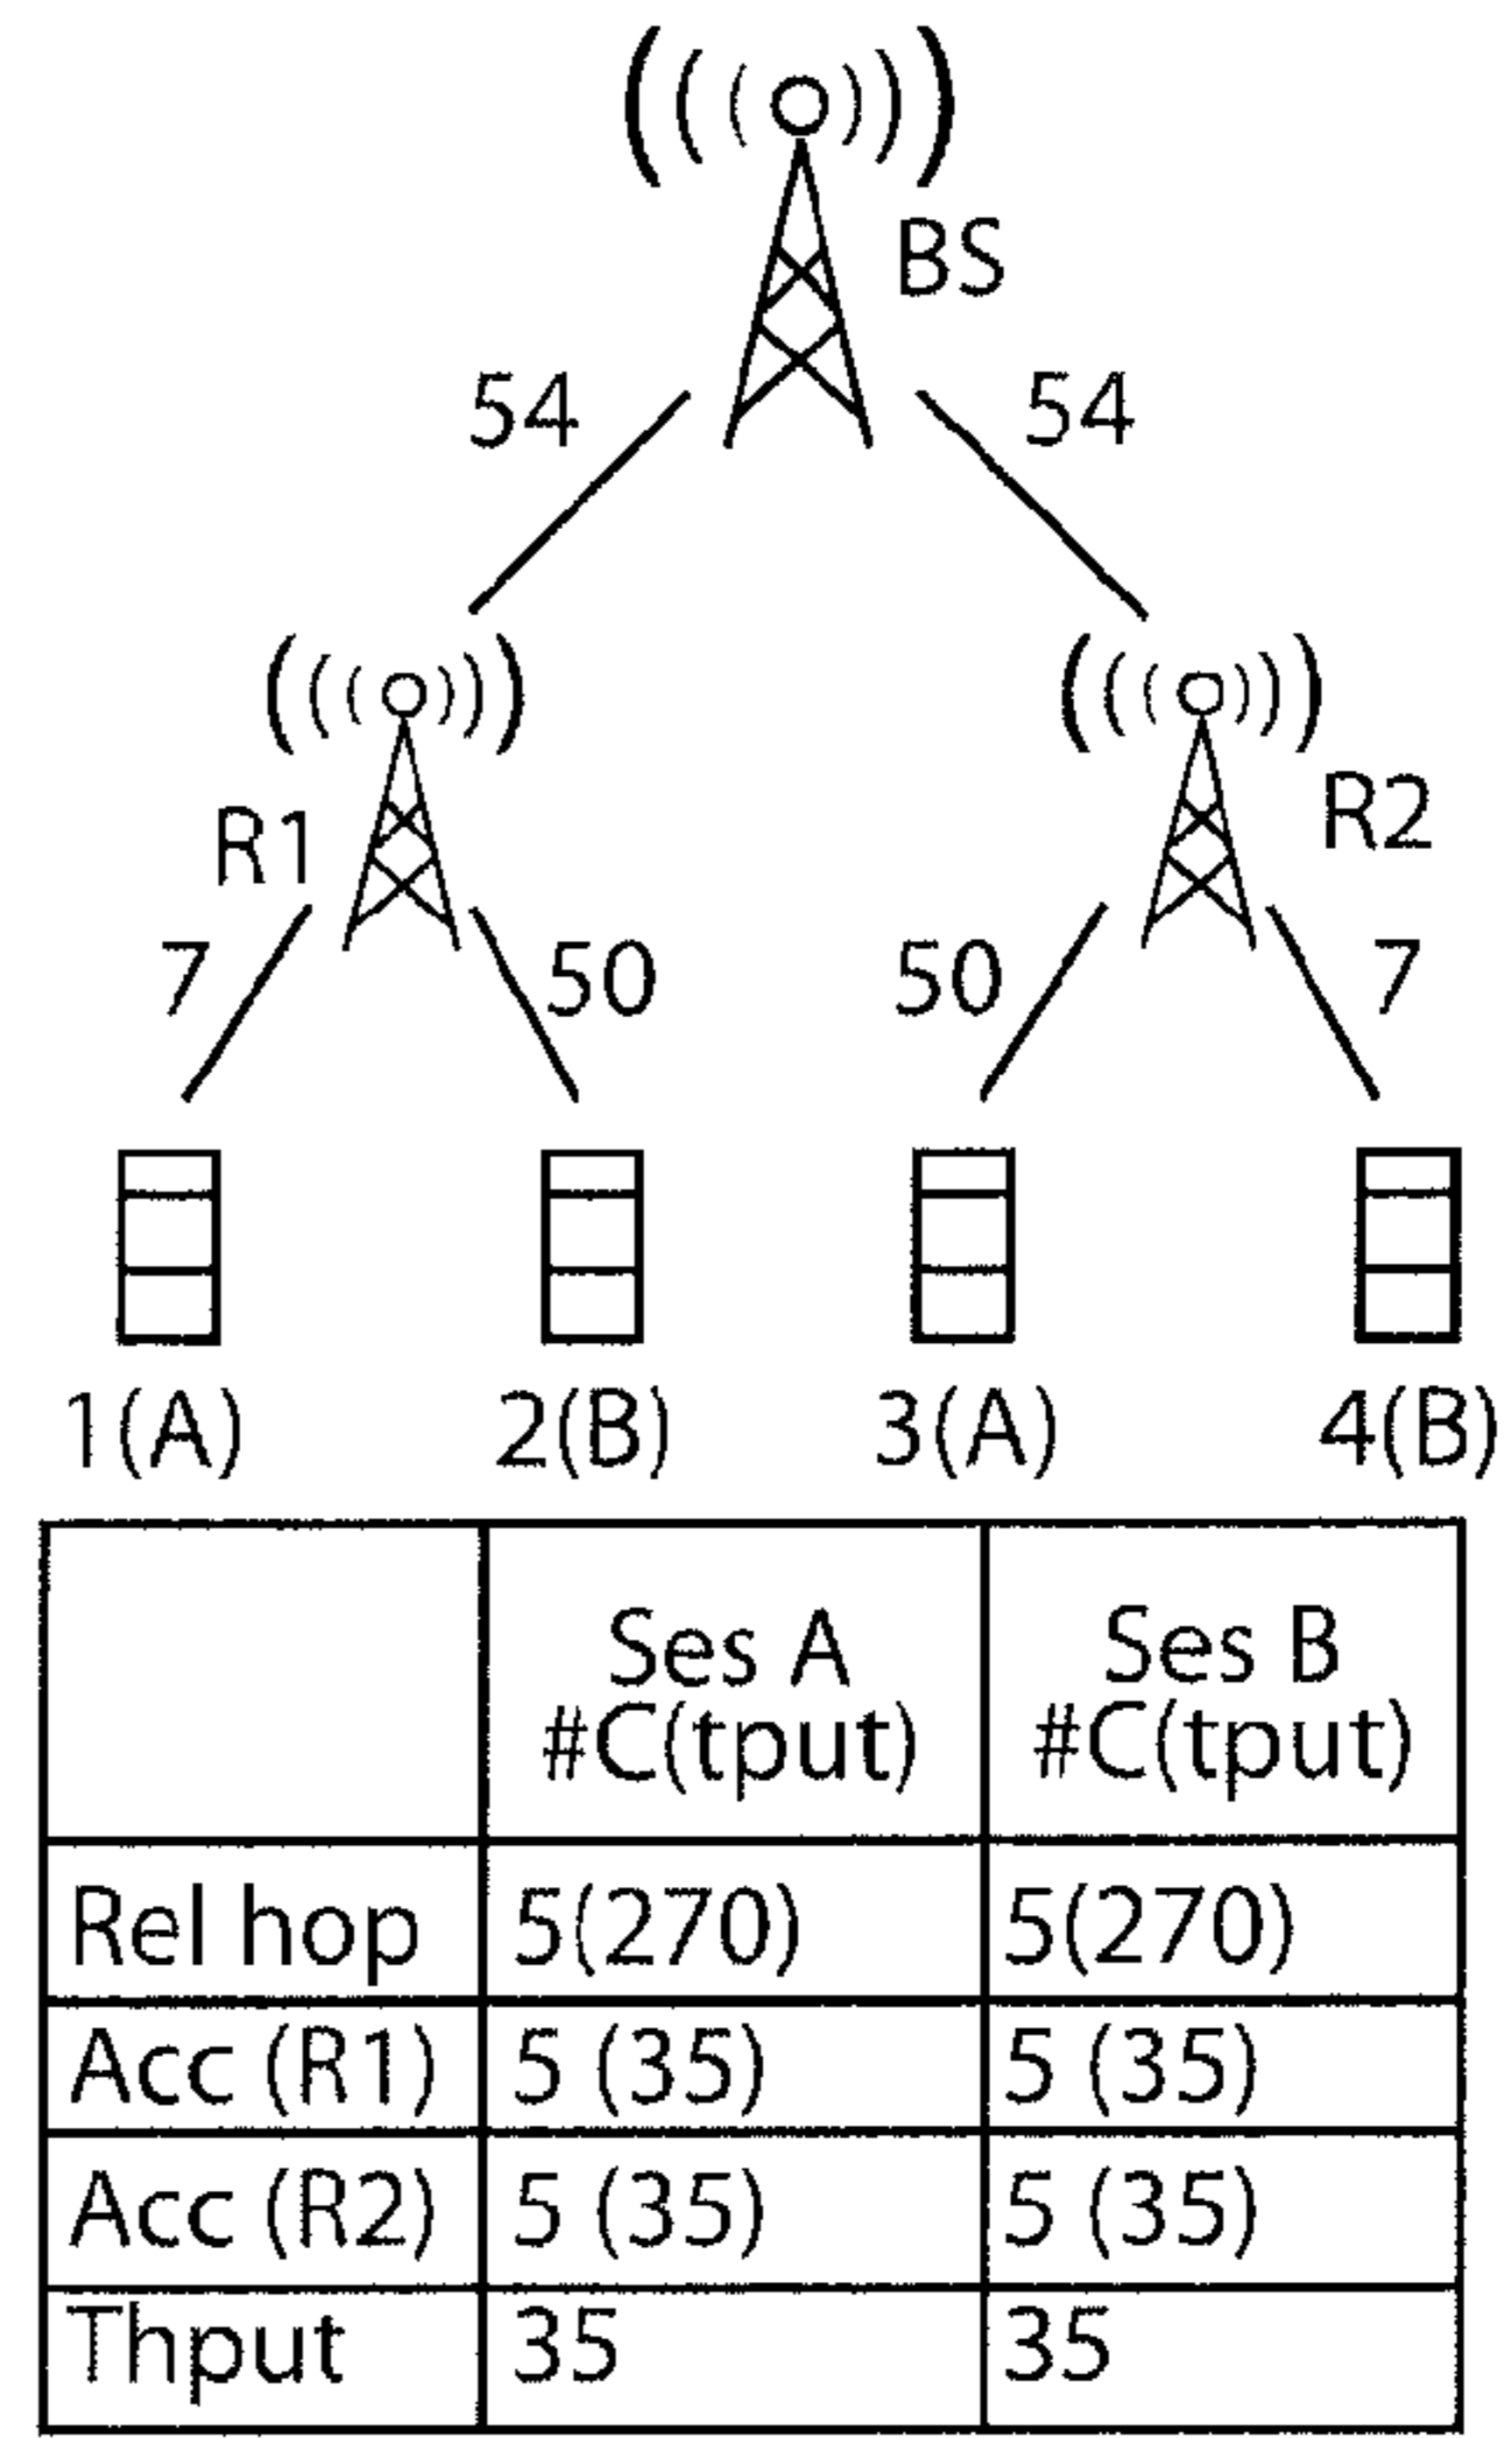 BS
54 54
R1 R2
7 50 50 7
1(A) 2(B) 3(A) 4(B)
Ses A Ses B
#C(tput) #C(tput)
Rel hop 5(270) 5(270)
Acc (R1) 5 (35) 5 (35)
Acc (R2) 5 (35) 5 (35)
Thput 35 35